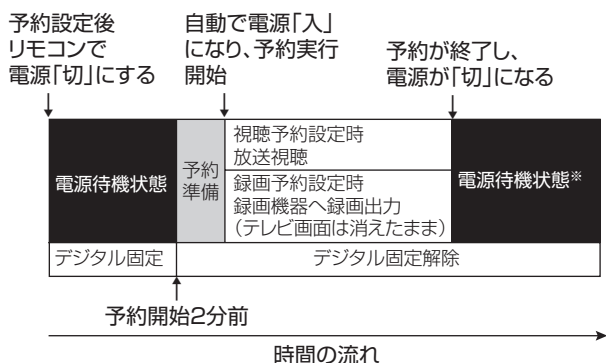 予約設定後
リモコンで
電源「切」にする
自動で電源「入」
になり、予約実行
開始
予約が終了し、
電源が「切」になる
電源待機状態
予約
準備
視聴予約設定時
放送視聴
録画予約設定時
録画機器へ録画出力
（テレビ画面は消えたまま）
電源待機状態※
デジタル固定
デジタル固定解除
予約開始2分前
時間の流れ